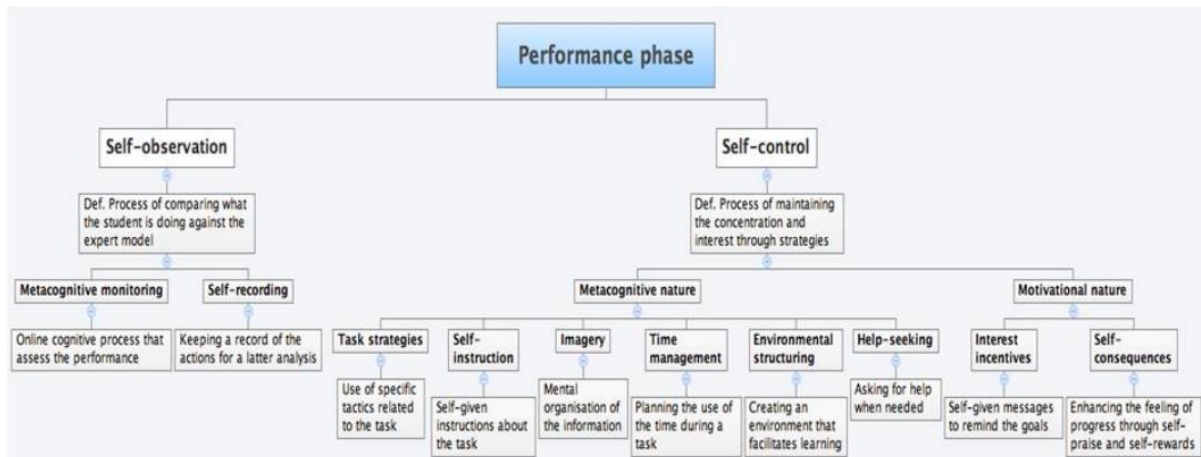 Performance phase
Self-observation
Self-control
Def. Process of comparing what
the student is doing against the
expert model
Def. Process of maintaining
the concentration and
interest through strategies
Metacognitive monitoring
Self-recording
Metacognitive nature
Motivational nature
Online cognitive process that
assess the performance
Keeping a record of the
actions for a latter analysis
Task strategies
Self-
instruction
Imagery
Time
management
Environmental
structuring
Help-seeking
Interest
incentives
Self-
consequences
Use of specific
tactics related
to the task
Self-given
instructions about
the task
Mental
organisation of
the information
Planning the use of
the time during a
task
Creating an
environment that
facilitates learning
Asking for help
when needed
Self-given messages
to remind the goals
Enhancing the feeling of
progress through self-
praise and self-rewards